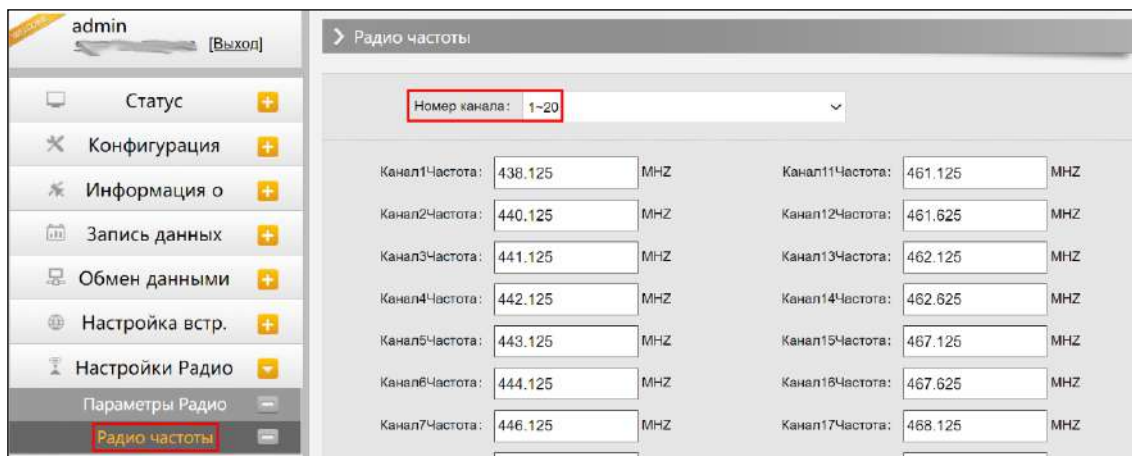 WELCOME
admin
[Выход]
Статус
Конфигурация
Информация о
Запись данных
Обмен данными
Настройка встр.
Настройки Радио
Параметры Радио
Радио частоты
Радио частоты
Номер канала: 1~20
Канал1Частота: 438.125 MHZ Канал11Частота: 461.125 MHZ
Канал2Частота: 440.125 MHZ Канал12Частота: 461.625 MHZ
Канал3Частота: 441.125 MHZ Канал13Частота: 462.125 MHZ
Канал4Частота: 442.125 MHZ Канал14Частота: 462.625 MHZ
Канал5Частота: 443.125 MHZ Канал15Частота: 467.125 MHZ
Канал6Частота: 444.125 MHZ Канал16Частота: 467.625 MHZ
Канал7Частота: 446.125 MHZ Канал17Частота: 468.125 MHZ